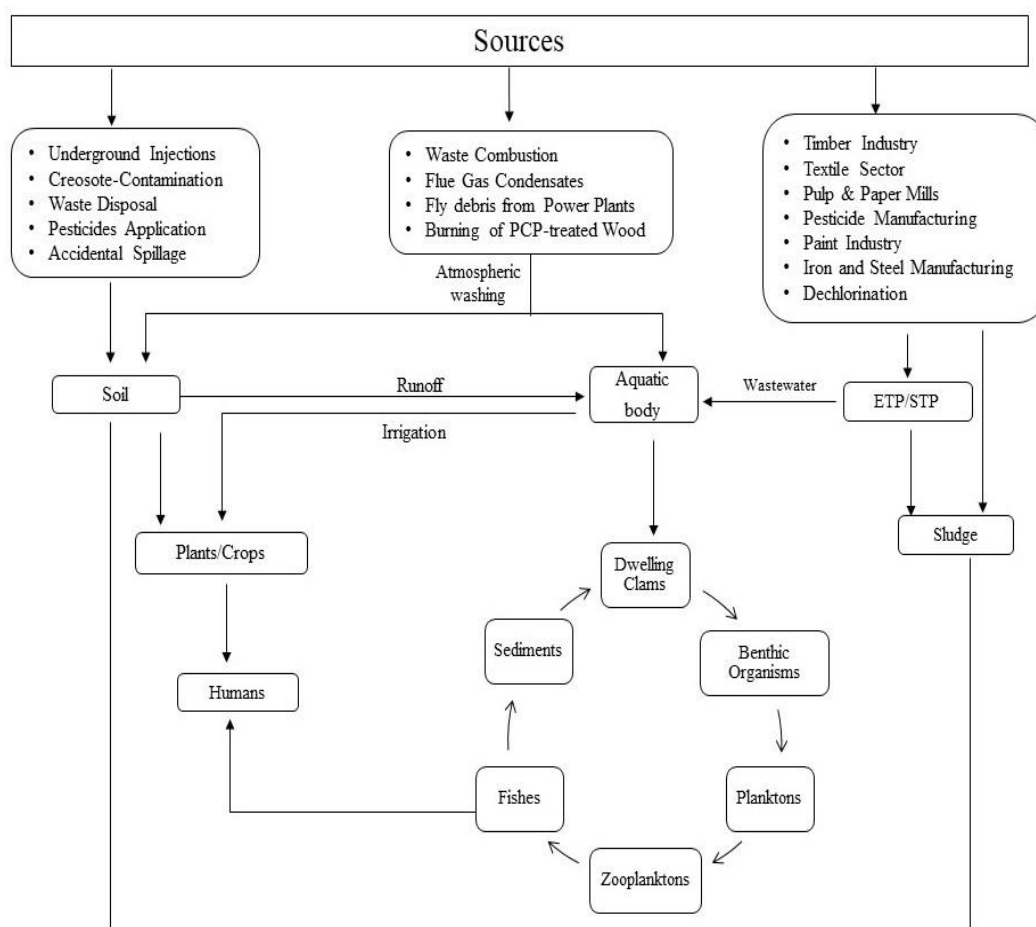 Sources
• Underground Injections
• Creosote-Contamination
• Waste Disposal
• Pesticides Application
• Accidental Spillage
• Waste Combustion
• Flue Gas Condensates
• Fly debris from Power Plants
• Burning of PCP-treated Wood
• Timber Industry
• Textile Sector
• Pulp & Paper Mills
• Pesticide Manufacturing
• Paint Industry
• Iron and Steel Manufacturing
• Dechlorination
Atmospheric
washing
Soil
Runoff
Irrigation
Aquatic
body
Wastewater
ETP/STP
Sludge
Plants/Crops
Humans
Dwelling
Clams
Benthic
Organisms
Planktons
Zooplanktons
Fishes
Sediments